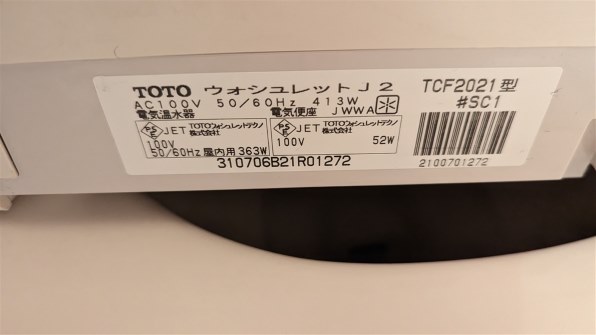 TOTO ウォシュレットJ2
AC100V 50/60Hz 413W
電気温水器 電気便座 JWWA 水
PS E JET TOTOウォシュレットテクノ株式会社
100V
50/60Hz 屋内用 363W
PS E JET TOTOウォシュレットテクノ株式会社
100V 52W
310706B21R01272
TCF2021型
#SC1
2100701272